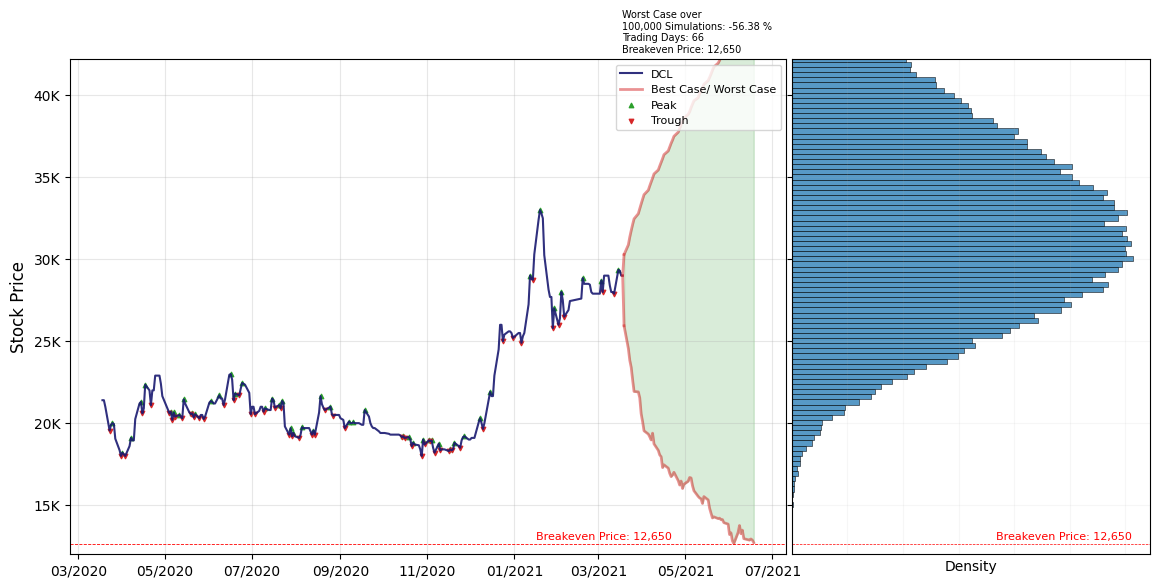 Worst Case over
100,000 Simulations: -56.38 %
Trading Days: 66
Breakeven Price: 12,650
DCL
Best Case/ Worst Case
Peak
Trough
Stock Price
40K
35K
30K
25K
20K
15K
Breakeven Price: 12,650
Breakeven Price: 12,650
03/2020
05/2020
07/2020
09/2020
11/2020
01/2021
03/2021
05/2021
07/2021
Density